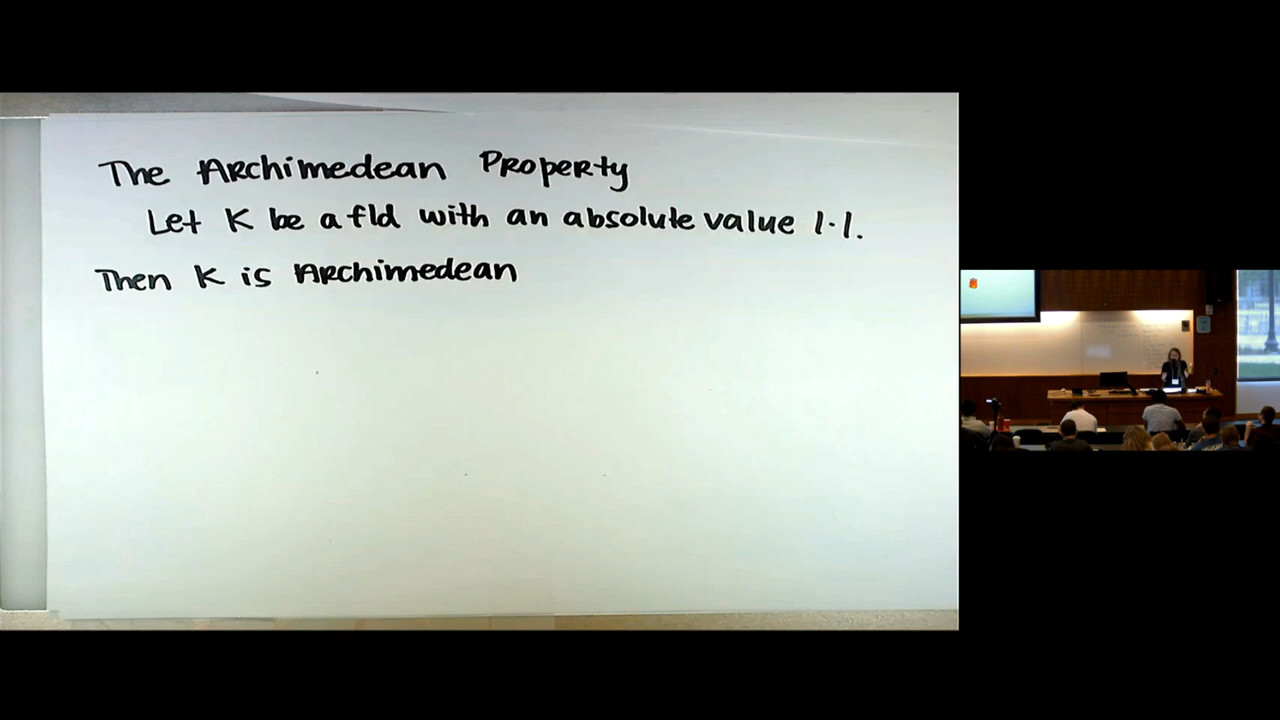 The Archimedean Property
Let K be a fld with an absolute value |·|.
Then K is Archimedean